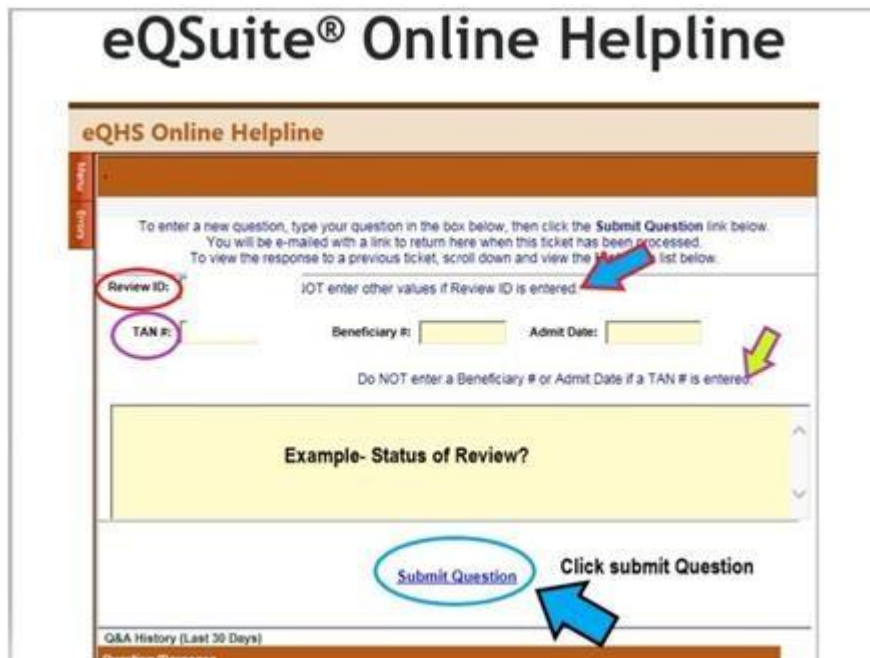 eQSuite® Online Helpline
eQHS Online Helpline
Menu
Errors
To enter a new question, type your question in the box below, then click the Submit Question link below.
You will be e-mailed with a link to return here when this ticket has been processed.
To view the response to a previous ticket, scroll down and view the list below.
Review ID: OT enter other values if Review ID is entered.
TAN #: Beneficiary #: Admit Date:
Do NOT enter a Beneficiary # or Admit Date if a TAN # is entered.
Example- Status of Review?
Submit Question Click submit Question
Q&A History (Last 30 Days)